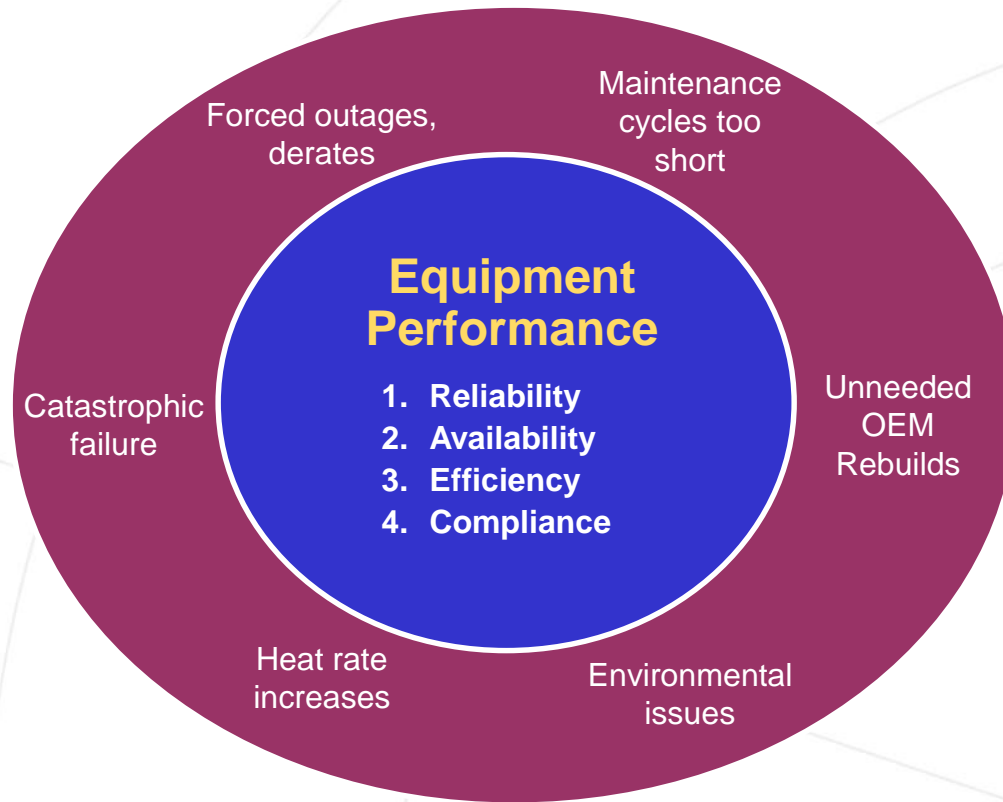 Maintenance
cycles too
short
Forced outages,
derates
Equipment
Performance
1. Reliability
2. Availability
3. Efficiency
4. Compliance
Catastrophic
failure
Unneeded
OEM
Rebuilds
Heat rate
increases
Environmental
issues